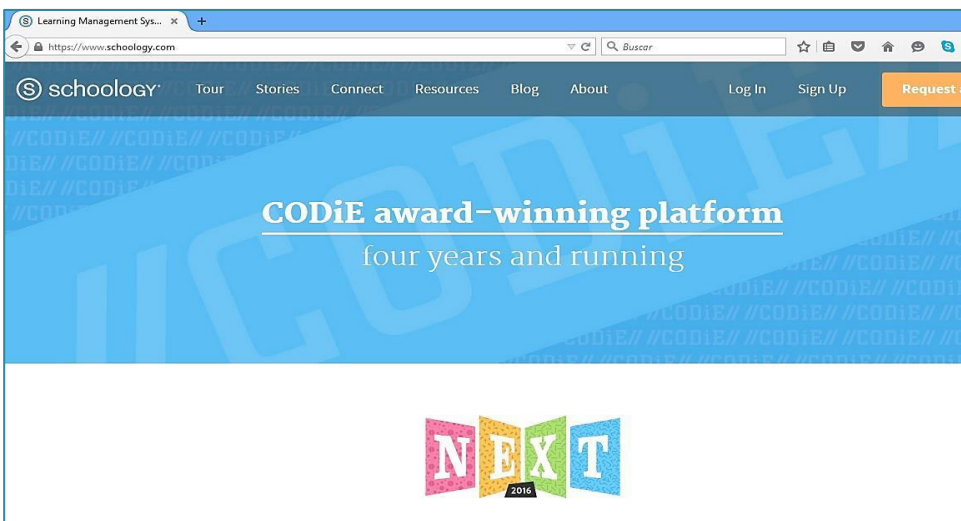 Learning Management Sys...
https://www.schoology.com
Buscar
S schoology Tour Stories Connect Resources Blog About Log In Sign Up Request
//CODiE//
CODiE award-winning platform
four years and running
NEXT
2016